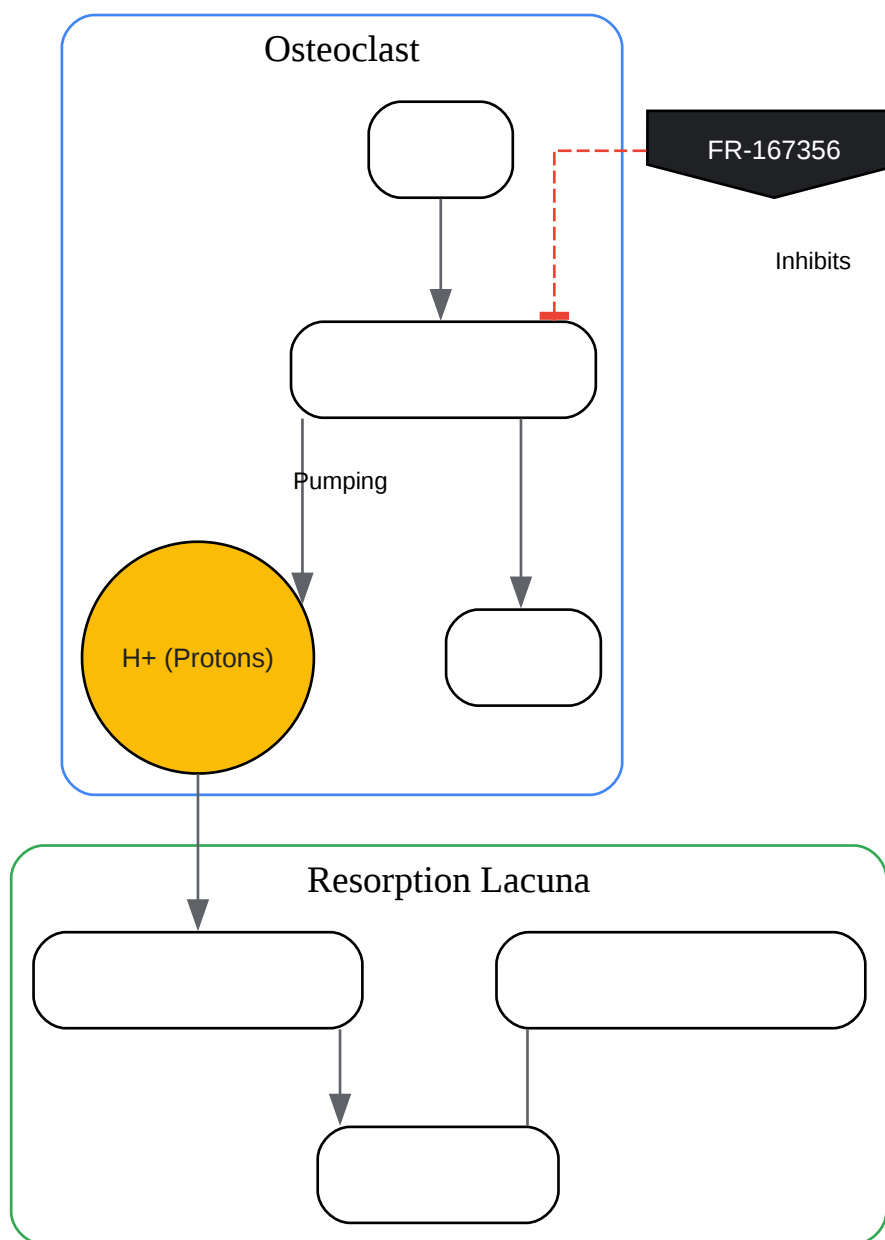 Osteoclast
FR-167356
Inhibits
Pumping
H+ (Protons)
Resorption Lacuna